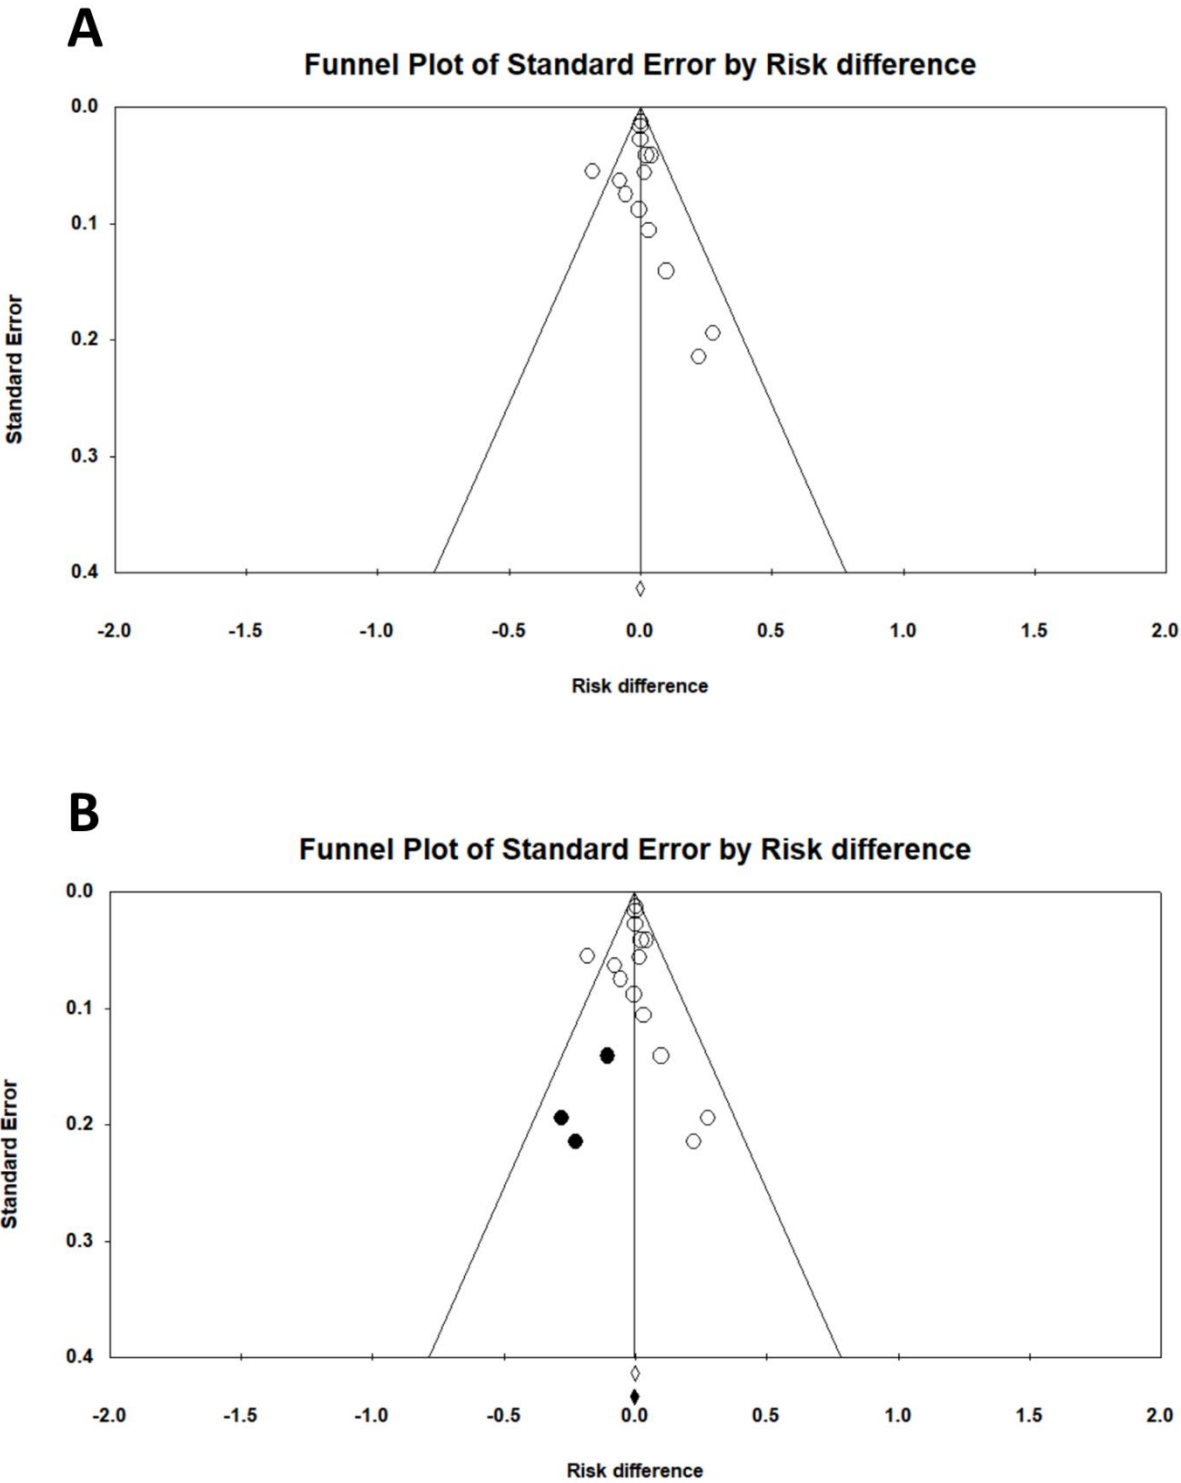 A
Funnel Plot of Standard Error by Risk difference
0.0
0.1
0.2
0.3
0.4
Standard Error
-2.0 -1.5 -1.0 -0.5 0.0 0.5 1.0 1.5 2.0
Risk difference
B
Funnel Plot of Standard Error by Risk difference
0.0
0.1
0.2
0.3
0.4
Standard Error
-2.0 -1.5 -1.0 -0.5 0.0 0.5 1.0 1.5 2.0
Risk difference